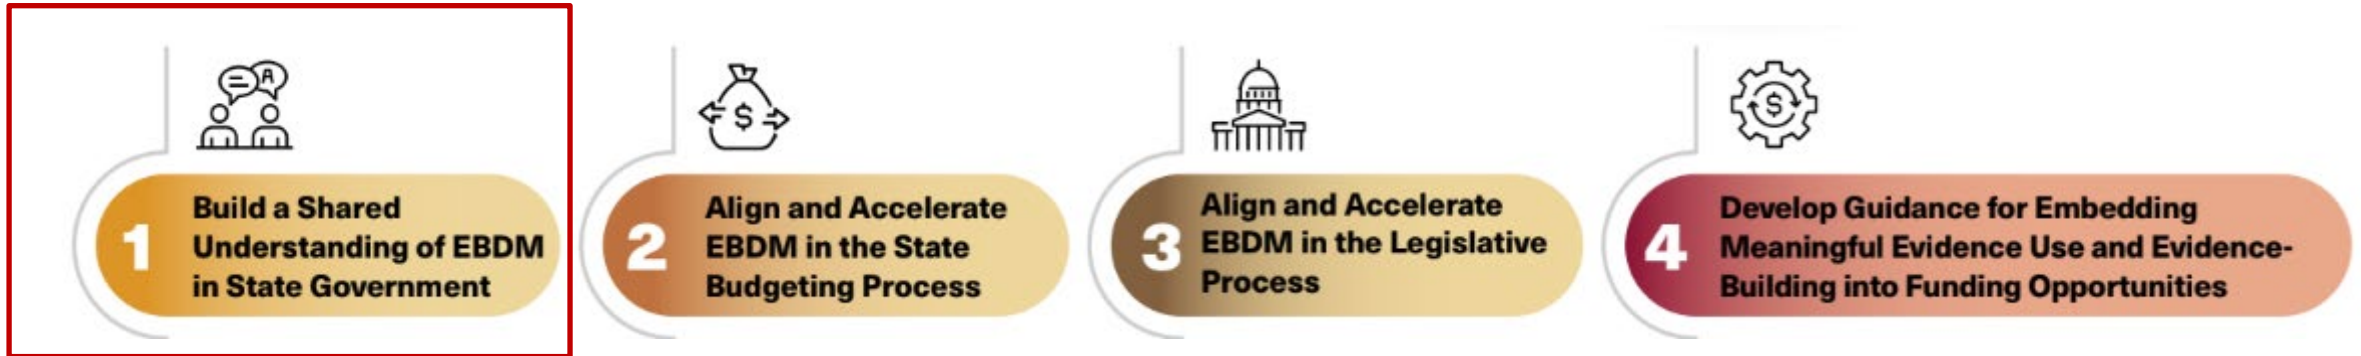 1
Build a Shared
Understanding of EBDM
in State Government
2
Align and Accelerate
EBDM in the State
Budgeting Process
3
Align and Accelerate
EBDM in the Legislative
Process
4
Develop Guidance for Embedding
Meaningful Evidence Use and Evidence-
Building into Funding Opportunities
A
$
$